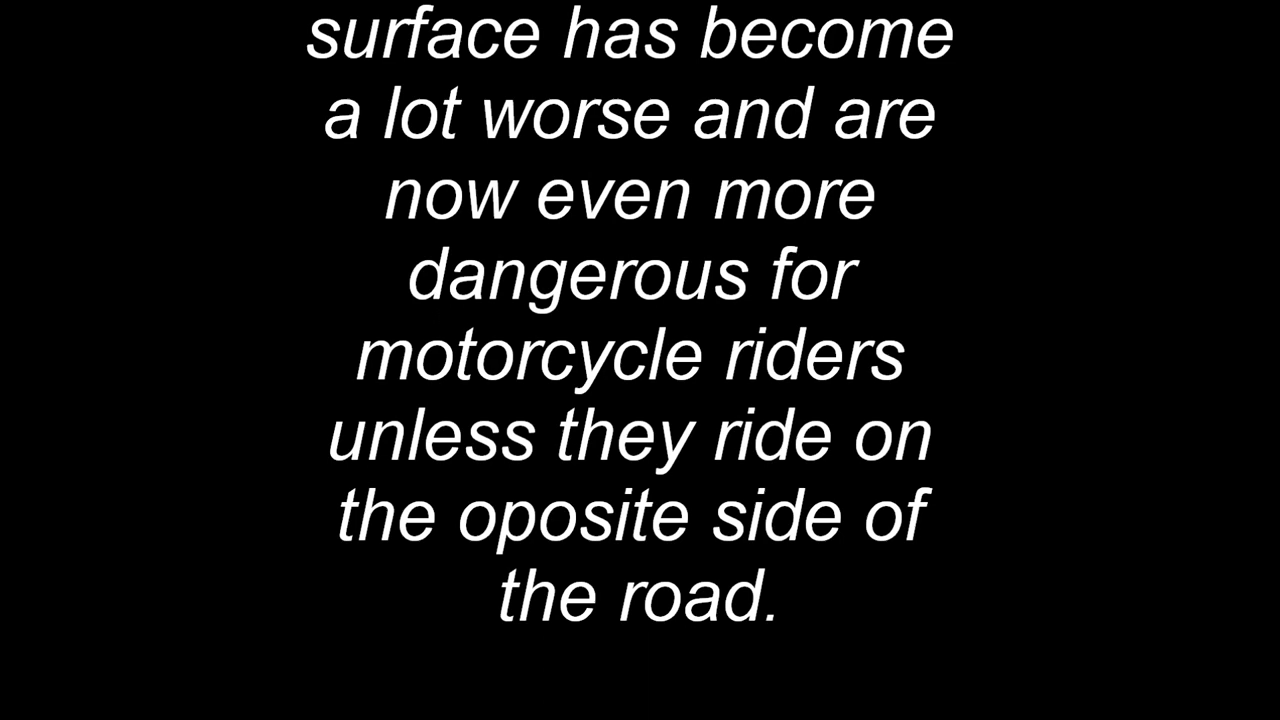 surface has become
a lot worse and are
now even more
dangerous for
motorcycle riders
unless they ride on
the oposite side of
the road.